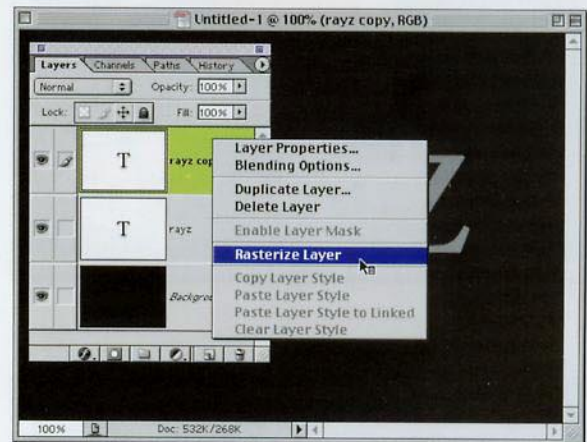 Untitled-1 @ 100% (rayz copy, RGB)
Layers Channels Paths History
Normal Opacity: 100%
Lock: Fill: 100%
T rayz cop
T rayz
Backgrou
Layer Properties...
Blending Options...
Duplicate Layer...
Delete Layer
Enable Layer Mask
Rasterize Layer
Copy Layer Style
Paste Layer Style
Paste Layer Style to Linked
Clear Layer Style
Z
100% Doc: 532K/268K